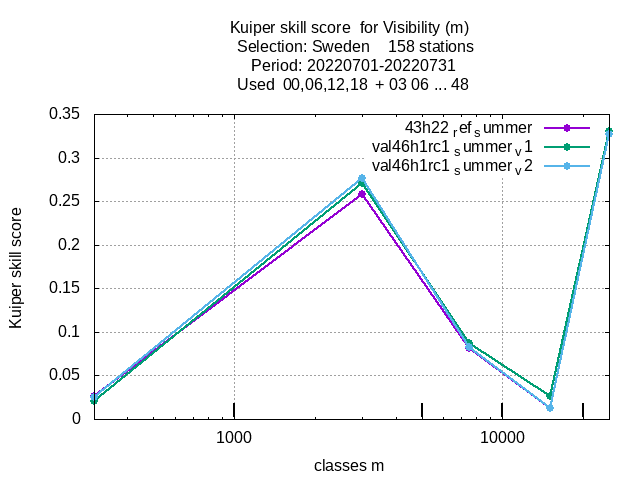 Kuiper skill score  for Visibility (m)
Selection: Sweden    158 stations
Period: 20220701-20220731
Used  00,06,12,18  + 03 06 ... 48
43h22 ref summer
val46h1rc1 summer v1
val46h1rc1 summer v2
0.35
0.3
0.25
0.2
0.15
0.1
0.05
0
Kuiper skill score
1000
10000
classes m